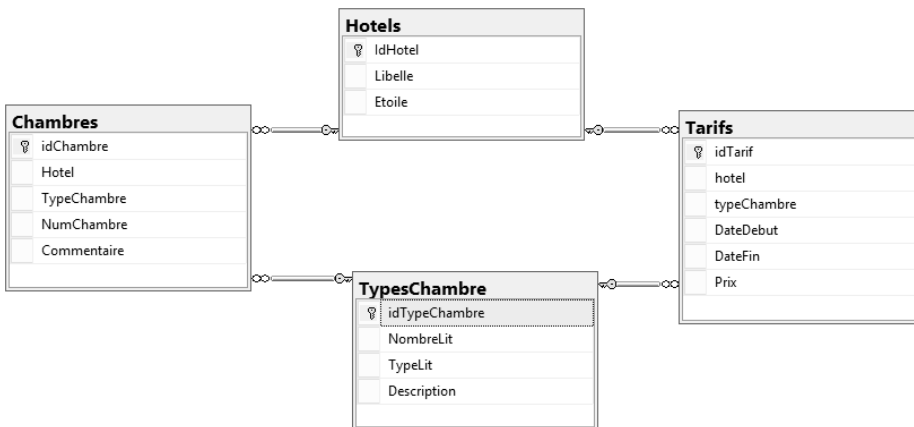 Hotels
IdHotel
Libelle
Etoile
Chambres
idChambre
Hotel
TypeChambre
NumChambre
Commentaire
Tarifs
idTarif
hotel
typeChambre
DateDebut
DateFin
Prix
TypesChambre
idTypeChambre
NombreLit
TypeLit
Description